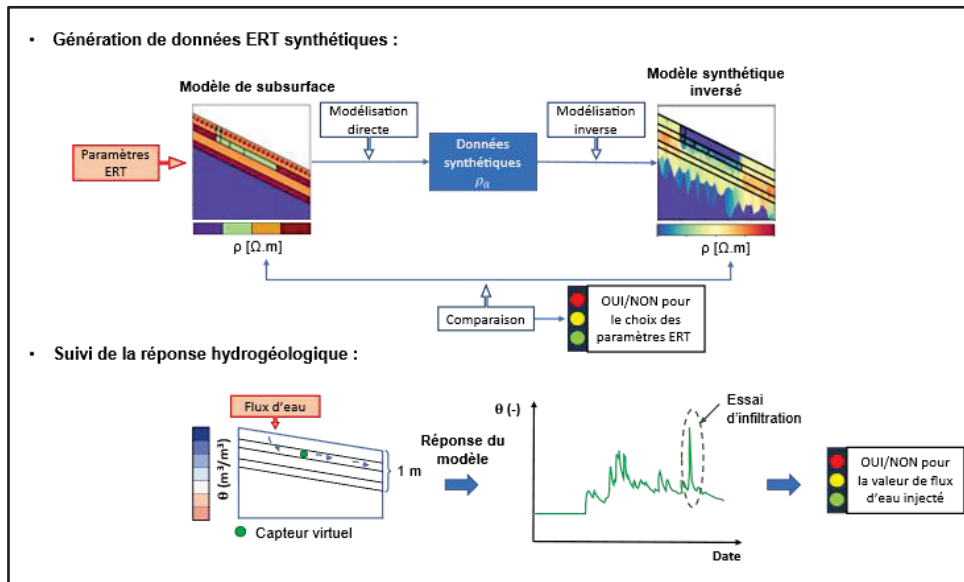 • Génération de données ERT synthétiques :
Modèle de subsurface
Modèle synthétique
inversé
Modélisation
directe
Modélisation
inverse
Paramètres
ERT
Données
synthétiques
ρa
ρ [Ω.m]
ρ [Ω.m]
Comparaison
OUI/NON pour
le choix des
paramètres ERT
• Suivi de la réponse hydrogéologique :
Flux d'eau
θ (m³/m³)
1 m
Capteur virtuel
Réponse du
modèle
θ (-)
Essai
d'infiltration
Date
OUI/NON pour
la valeur de flux
d'eau injecté